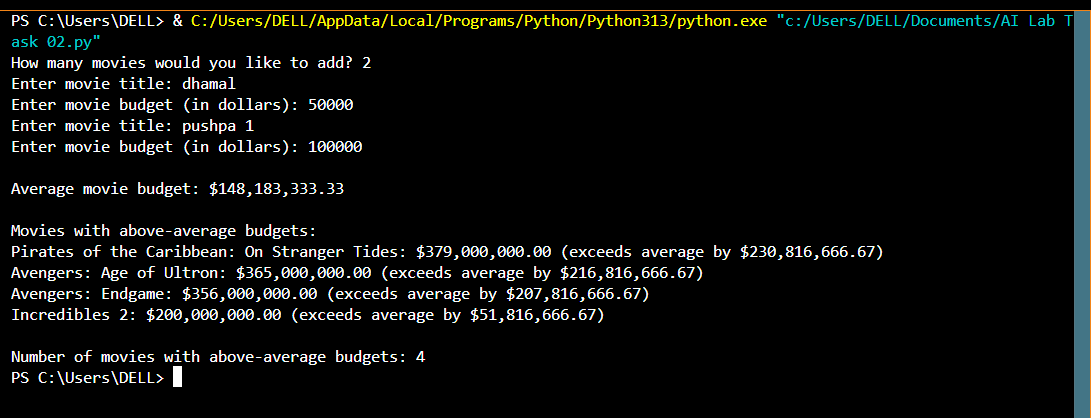 PS C:\Users\DELL> & C:/Users/DELL/AppData/Local/Programs/Python/Python313/python.exe "c:/Users/DELL/Documents/AI Lab T
ask 02.py"
How many movies would you like to add? 2
Enter movie title: dhamal
Enter movie budget (in dollars): 50000
Enter movie title: pushpa 1
Enter movie budget (in dollars): 100000
Average movie budget: $148,183,333.33
Movies with above-average budgets:
Pirates of the Caribbean: On Stranger Tides: $379,000,000.00 (exceeds average by $230,816,666.67)
Avengers: Age of Ultron: $365,000,000.00 (exceeds average by $216,816,666.67)
Avengers: Endgame: $356,000,000.00 (exceeds average by $207,816,666.67)
Incredibles 2: $200,000,000.00 (exceeds average by $51,816,666.67)
Number of movies with above-average budgets: 4
PS C:\Users\DELL>